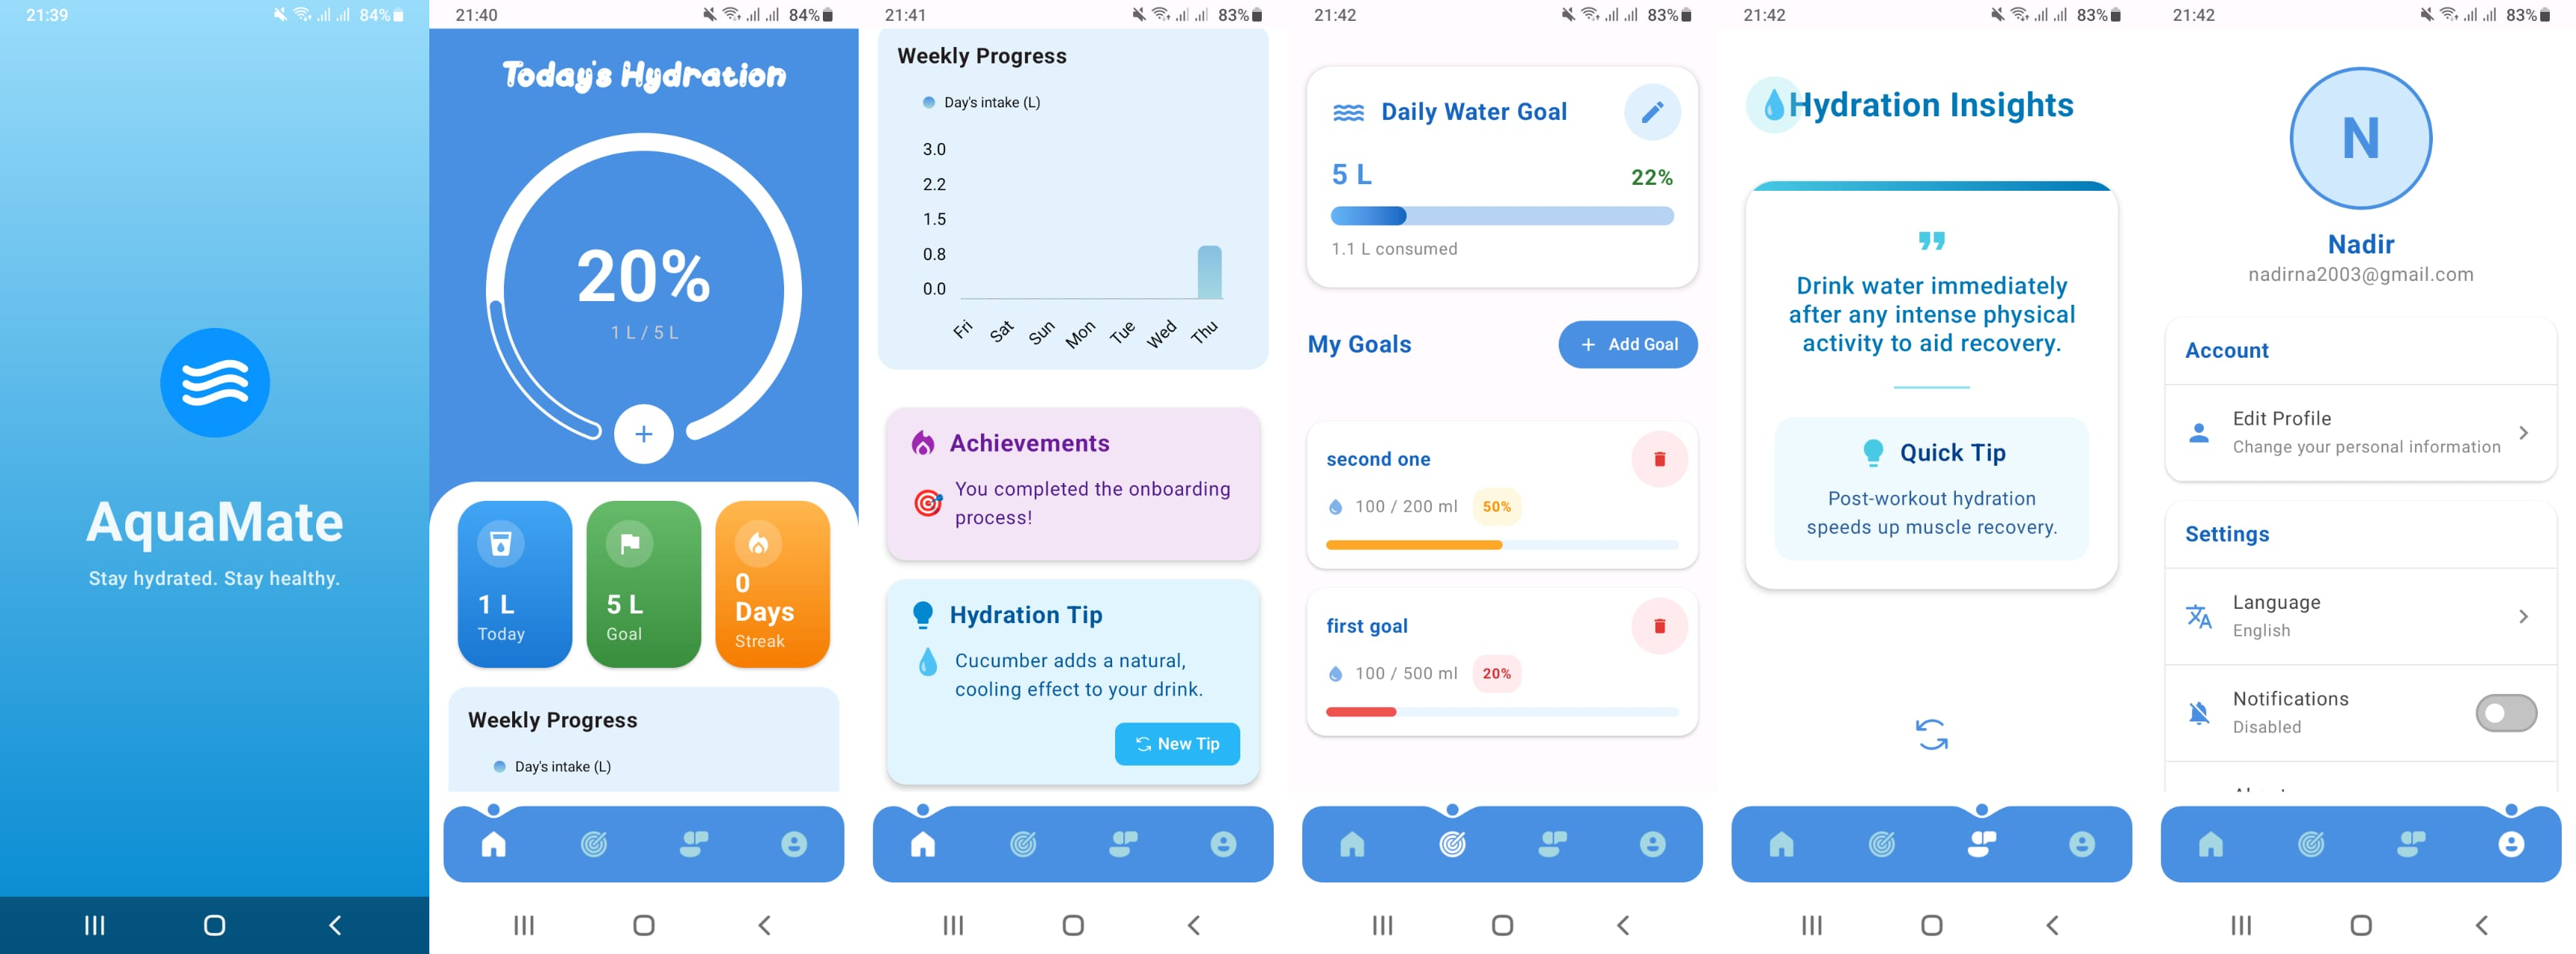 21:39
84%
AquaMate
Stay hydrated. Stay healthy.
21:40
84%
Today's Hydration
20%
1 L / 5 L
1 L
Today
5 L
Goal
0
Days
Streak
Weekly Progress
Day's intake (L)
21:41
83%
Weekly Progress
Day's intake (L)
3.0
2.2
1.5
0.8
0.0
Fri Sat Sun Mon Tue Wed Thu
Achievements
You completed the onboarding
process!
Hydration Tip
Cucumber adds a natural,
cooling effect to your drink.
New Tip
21:42
83%
Daily Water Goal
5 L
22%
1.1 L consumed
My Goals
+ Add Goal
second one
100 / 200 ml
50%
first goal
100 / 500 ml
20%
21:42
83%
Hydration Insights
Drink water immediately
after any intense physical
activity to aid recovery.
Quick Tip
Post-workout hydration
speeds up muscle recovery.
21:42
83%
N
Nadir
nadirna2003@gmail.com
Account
Edit Profile
Change your personal information
Settings
Language
English
Notifications
Disabled